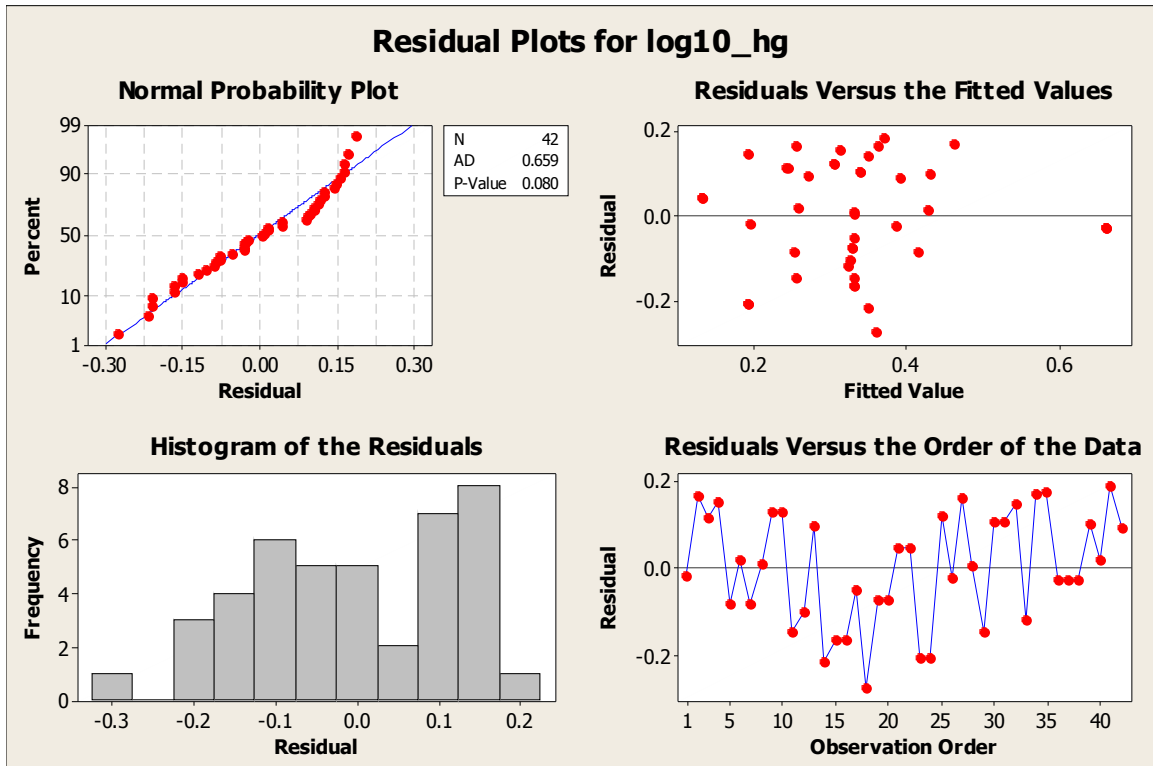 Residual Plots for log10_hg
Normal Probability Plot
99
90
50
10
1
-0.30 -0.15 0.00 0.15 0.30
Percent
Residual
N 42
AD 0.659
P-Value 0.080
Residuals Versus the Fitted Values
0.2
0.0
-0.2
0.2 0.4 0.6
Residual
Fitted Value
Histogram of the Residuals
8
6
4
2
0
-0.3 -0.2 -0.1 0.0 0.1 0.2
Frequency
Residual
Residuals Versus the Order of the Data
0.2
0.0
-0.2
1 5 10 15 20 25 30 35 40
Residual
Observation Order